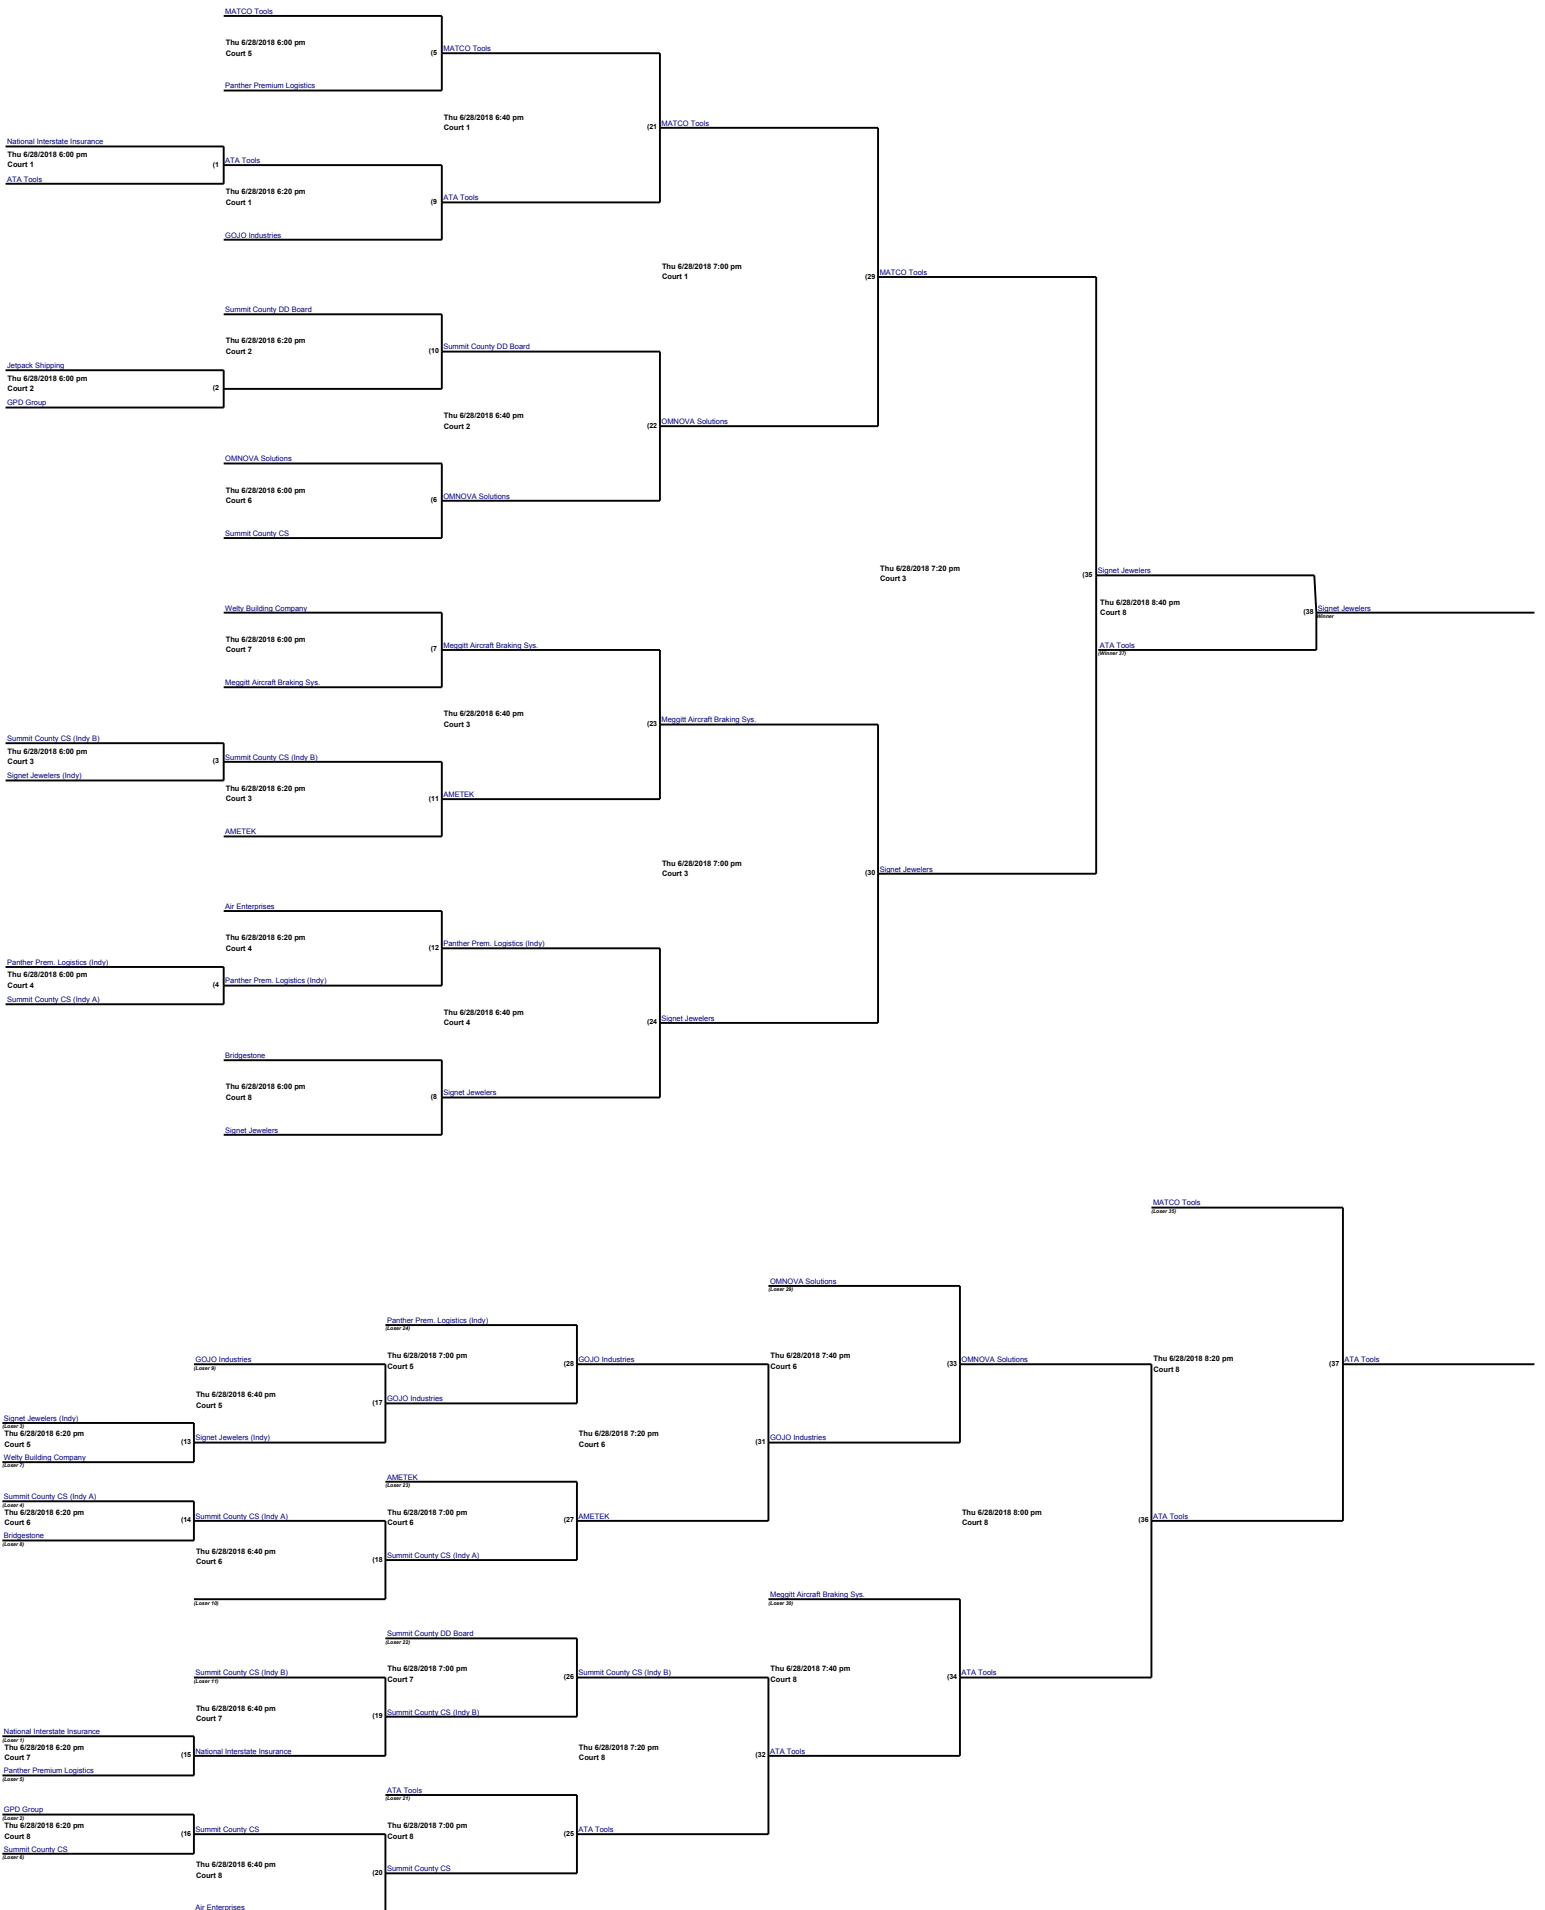 MATCO Tools
Thu 6/28/2018 6:00 pm
Court 5
(5
MATCO Tools
Panther Premium Logistics
Thu 6/28/2018 6:40 pm
Court 1
(21
MATCO Tools
National Interstate Insurance
Thu 6/28/2018 6:00 pm
Court 1
(1
ATA Tools
ATA Tools
Thu 6/28/2018 6:20 pm
Court 1
(9
ATA Tools
GOJO Industries
Thu 6/28/2018 7:00 pm
Court 1
(29
MATCO Tools
Summit County DD Board
Thu 6/28/2018 6:20 pm
Court 2
(10
Summit County DD Board
Jetpack Shipping
Thu 6/28/2018 6:00 pm
Court 2
(2
GPD Group
Thu 6/28/2018 6:40 pm
Court 2
(22
OMNOVA Solutions
OMNOVA Solutions
Thu 6/28/2018 6:00 pm
Court 6
(6
OMNOVA Solutions
Summit County CS
Thu 6/28/2018 7:20 pm
Court 3
(35
Signet Jewelers
Thu 6/28/2018 8:40 pm
Court 8
(38
Signet Jewelers
Winner
ATA Tools
(Winner 37)
Welty Building Company
Thu 6/28/2018 6:00 pm
Court 7
(7
Meggitt Aircraft Braking Sys.
Meggitt Aircraft Braking Sys.
Thu 6/28/2018 6:40 pm
Court 3
(23
Meggitt Aircraft Braking Sys.
Summit County CS (Indy B)
Thu 6/28/2018 6:00 pm
Court 3
(3
Summit County CS (Indy B)
Signet Jewelers (Indy)
Thu 6/28/2018 6:20 pm
Court 3
(11
AMETEK
AMETEK
Thu 6/28/2018 7:00 pm
Court 3
(30
Signet Jewelers
Air Enterprises
Thu 6/28/2018 6:20 pm
Court 4
(12
Panther Prem. Logistics (Indy)
Panther Prem. Logistics (Indy)
Thu 6/28/2018 6:00 pm
Court 4
(4
Panther Prem. Logistics (Indy)
Summit County CS (Indy A)
Thu 6/28/2018 6:40 pm
Court 4
(24
Signet Jewelers
Bridgestone
Thu 6/28/2018 6:00 pm
Court 8
(8
Signet Jewelers
Signet Jewelers
MATCO Tools
(Loser 35)
OMNOVA Solutions
(Loser 29)
Panther Prem. Logistics (Indy)
(Loser 24)
GOJO Industries
(Loser 9)
Thu 6/28/2018 7:00 pm
Court 5
(28
GOJO Industries
Thu 6/28/2018 7:40 pm
Court 6
(33
OMNOVA Solutions
Thu 6/28/2018 8:20 pm
Court 8
(37
ATA Tools
Thu 6/28/2018 6:40 pm
Court 5
(17
GOJO Industries
Signet Jewelers (Indy)
(Loser 3)
Thu 6/28/2018 6:20 pm
Court 5
(13
Signet Jewelers (Indy)
Welty Building Company
(Loser 7)
Thu 6/28/2018 7:20 pm
Court 6
(31
GOJO Industries
AMETEK
(Loser 23)
Summit County CS (Indy A)
(Loser 4)
Thu 6/28/2018 6:20 pm
Court 6
(14
Summit County CS (Indy A)
Bridgestone
(Loser 8)
Thu 6/28/2018 7:00 pm
Court 6
(27
AMETEK
Thu 6/28/2018 8:00 pm
Court 8
(36
ATA Tools
Thu 6/28/2018 6:40 pm
Court 6
(18
Summit County CS (Indy A)
(Loser 10)
Meggitt Aircraft Braking Sys.
(Loser 30)
Summit County DD Board
(Loser 22)
Summit County CS (Indy B)
(Loser 11)
Thu 6/28/2018 7:00 pm
Court 7
(26
Summit County CS (Indy B)
Thu 6/28/2018 7:40 pm
Court 8
(34
ATA Tools
Thu 6/28/2018 6:40 pm
Court 7
(19
Summit County CS (Indy B)
National Interstate Insurance
(Loser 1)
Thu 6/28/2018 6:20 pm
Court 7
(15
National Interstate Insurance
Panther Premium Logistics
(Loser 5)
Thu 6/28/2018 7:20 pm
Court 8
(32
ATA Tools
ATA Tools
(Loser 21)
GPD Group
(Loser 2)
Thu 6/28/2018 6:20 pm
Court 8
(16
Summit County CS
Summit County CS
(Loser 6)
Thu 6/28/2018 7:00 pm
Court 8
(25
ATA Tools
Thu 6/28/2018 6:40 pm
Court 8
(20
Summit County CS
Air Enterprises